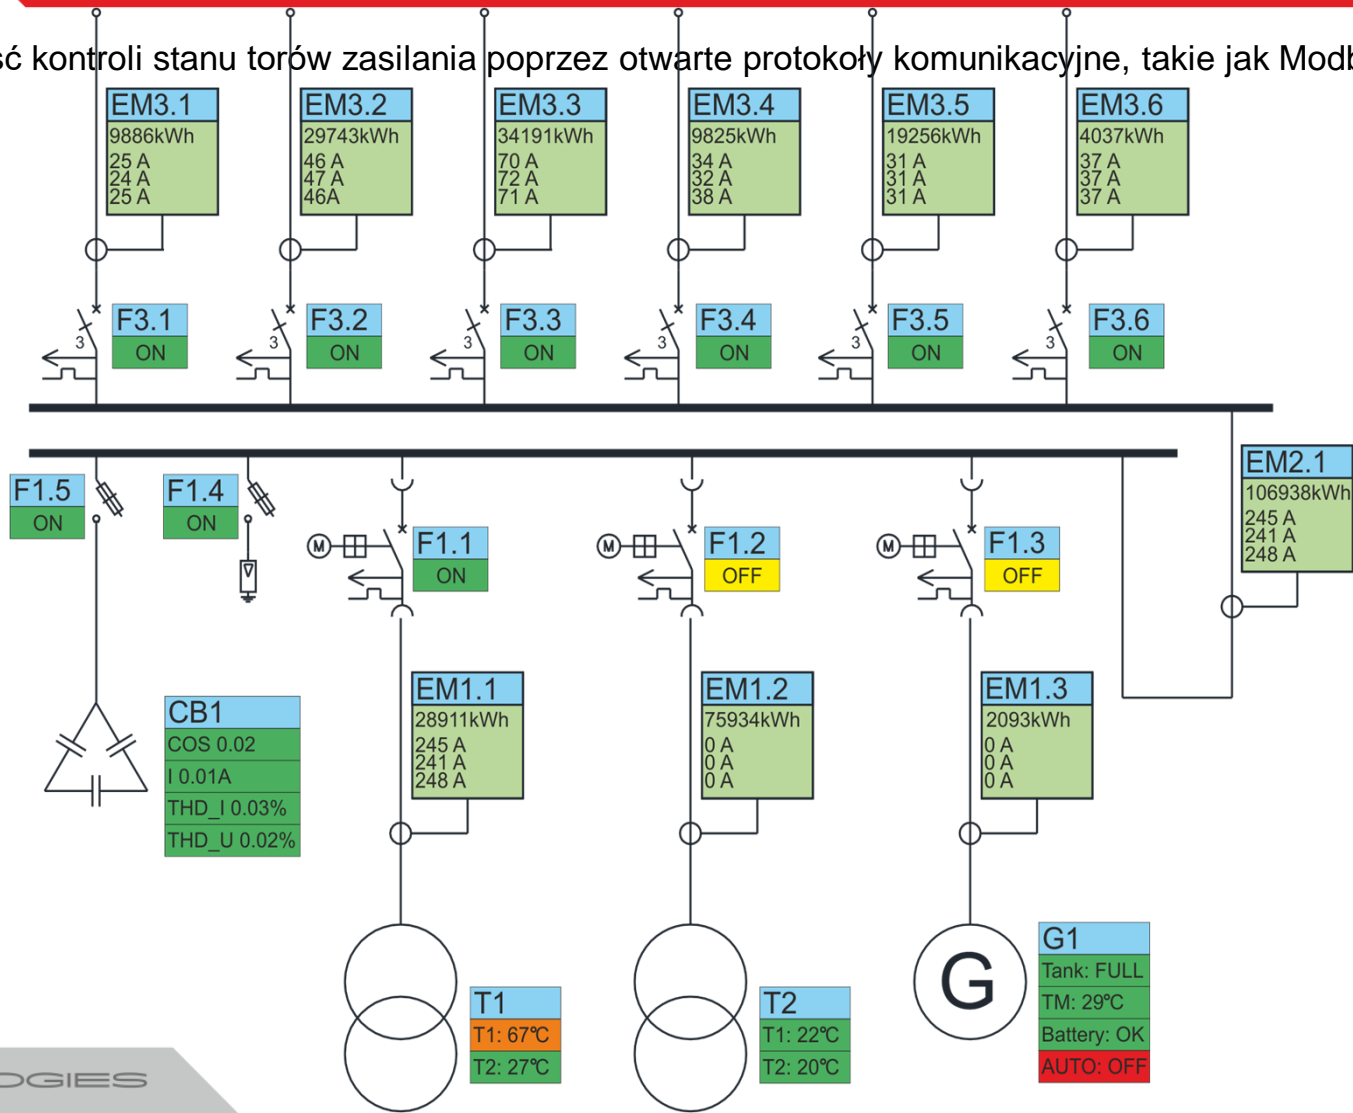 kontroli stanu torów zasilania poprzez otwarte protokoły komunikacyjne, takie jak
EM3.1
9886kWh
25 A
24 A
25 A
EM3.2
29743kWh
46 A
47 A
46A
EM3.3
34191kWh
70 A
72 A
71 A
EM3.4
9825kWh
34 A
32 A
38 A
EM3.5
19256kWh
31 A
31 A
31 A
EM3.6
4037kWh
37 A
37 A
37 A
3
F3.1
ON
3
F3.2
ON
3
F3.3
ON
3
F3.4
ON
3
F3.5
ON
3
F3.6
ON
F1.5
ON
F1.4
ON
M
F1.1
ON
M
F1.2
OFF
M
F1.3
OFF
EM2.1
106938kWh
245 A
241 A
248 A
CB1
COS 0.02
I 0.01A
THD_I 0.03%
THD_U 0.02%
EM1.1
28911kWh
245 A
241 A
248 A
EM1.2
75934kWh
0 A
0 A
0 A
EM1.3
2093kWh
0 A
0 A
0 A
T1
T1: 67℃
T2: 27℃
T2
T1: 22℃
T2: 20℃
G
G1
Tank: FULL
TM: 29℃
Battery: OK
AUTO: OFF